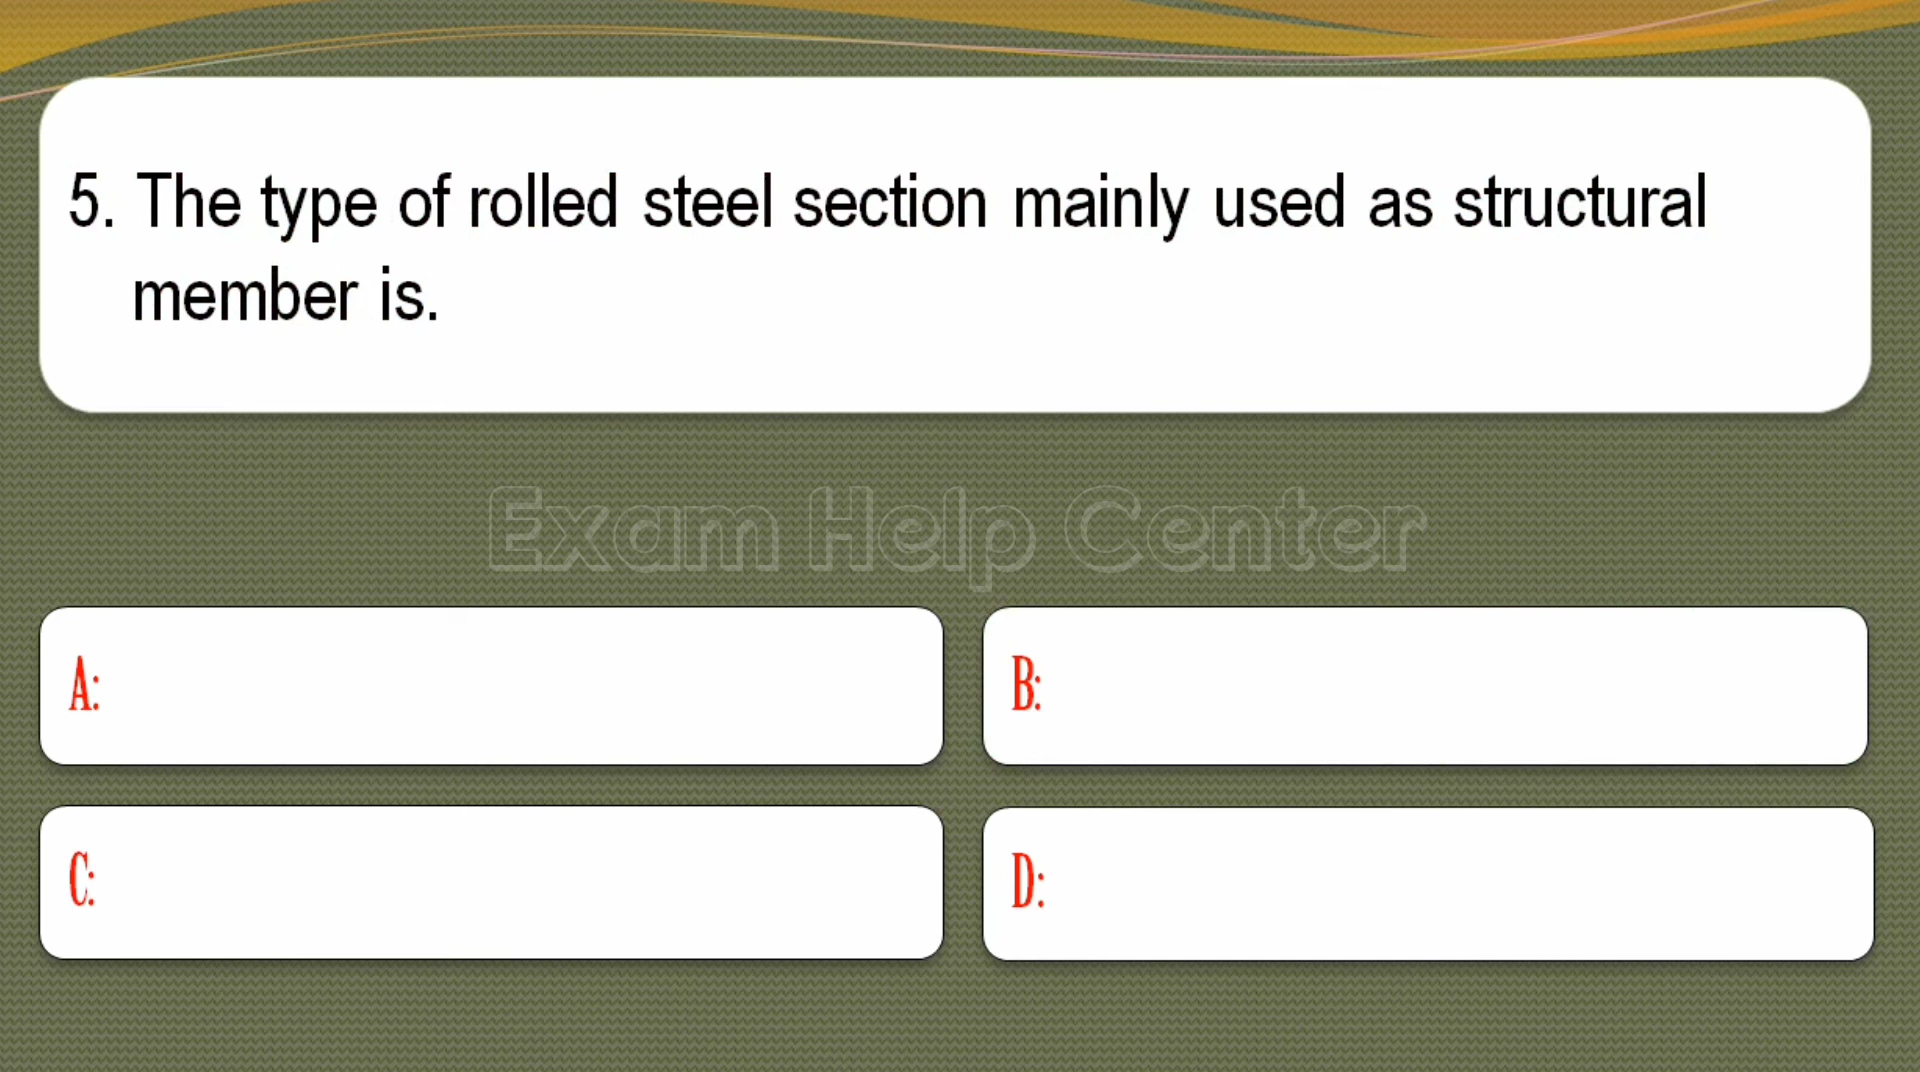 5. The type of rolled steel section mainly used as structural
member is.
Exam Help Center
A:
B:
C:
D: